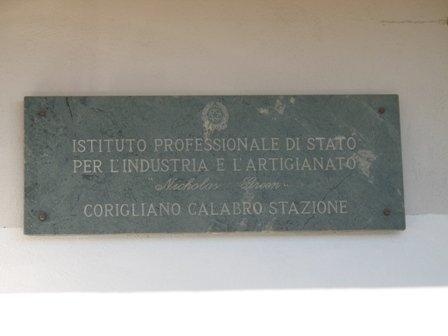 ISTITUTO PROFESSIONALE DI STATO
PER L'INDUSTRIA E L'ARTIGIANATO
"Nicholas Green"
CORIGLIANO CALABRO STAZIONE